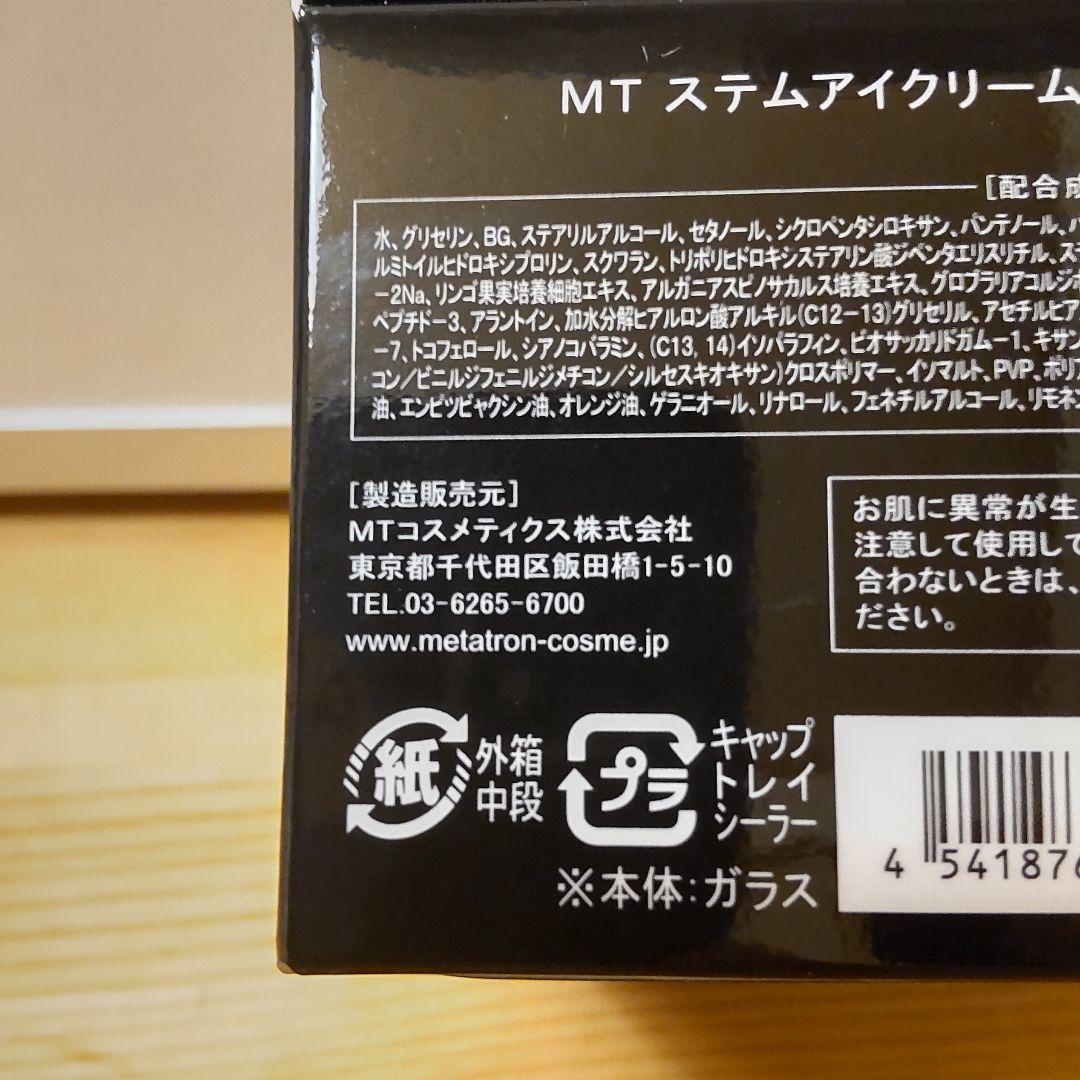 MT ステムアイクリーム
[配合成
水、グリセリン、BG、ステアリルアルコール、セタノール、シクロペンタシロキサン、パンテノール、パ
ルミトイルヒドロキシプロリン、スクワラン、トリポリヒドロキシステアリン酸ジペンタエリスリチル、ステ
-2Na、リンゴ果実培養細胞エキス、アルガニアスピノサカルス培養エキス、グロブラリアコルジ
ペプチド-3、アラントイン、加水分解ヒアルロン酸アルキル(C12-13)グリセリル、アセチルヒア
-7、トコフェロール、シアノコバラミン、(C13, 14)イソパラフィン、ビオサッカリドガム-1、キサン
コン/ビニルジフェニルジメチコン/シルセスキオキサン)クロスポリマー、イソマルト、PVP、ポリ
油、エンピツビャクシン油、オレンジ油、ゲラニオール、リナロール、フェネチルアルコール、リモネン
[製造販売元]
MTコスメティクス株式会社
東京都千代田区飯田橋1-5-10
TEL.03-6265-6700
www.metatron-cosme.jp
お肌に異常が生
注意して使用して
合わないときは、
ださい。
紙
外箱
中段
プラ
キャップ
トレイ
シーラー
※本体:ガラス
4 541876